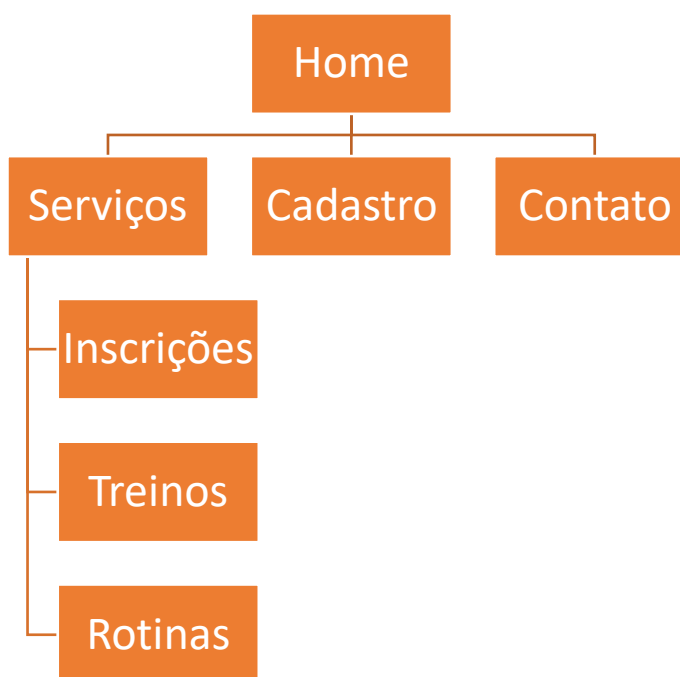 Home
Serviços
Cadastro
Contato
Inscrições
Treinos
Rotinas